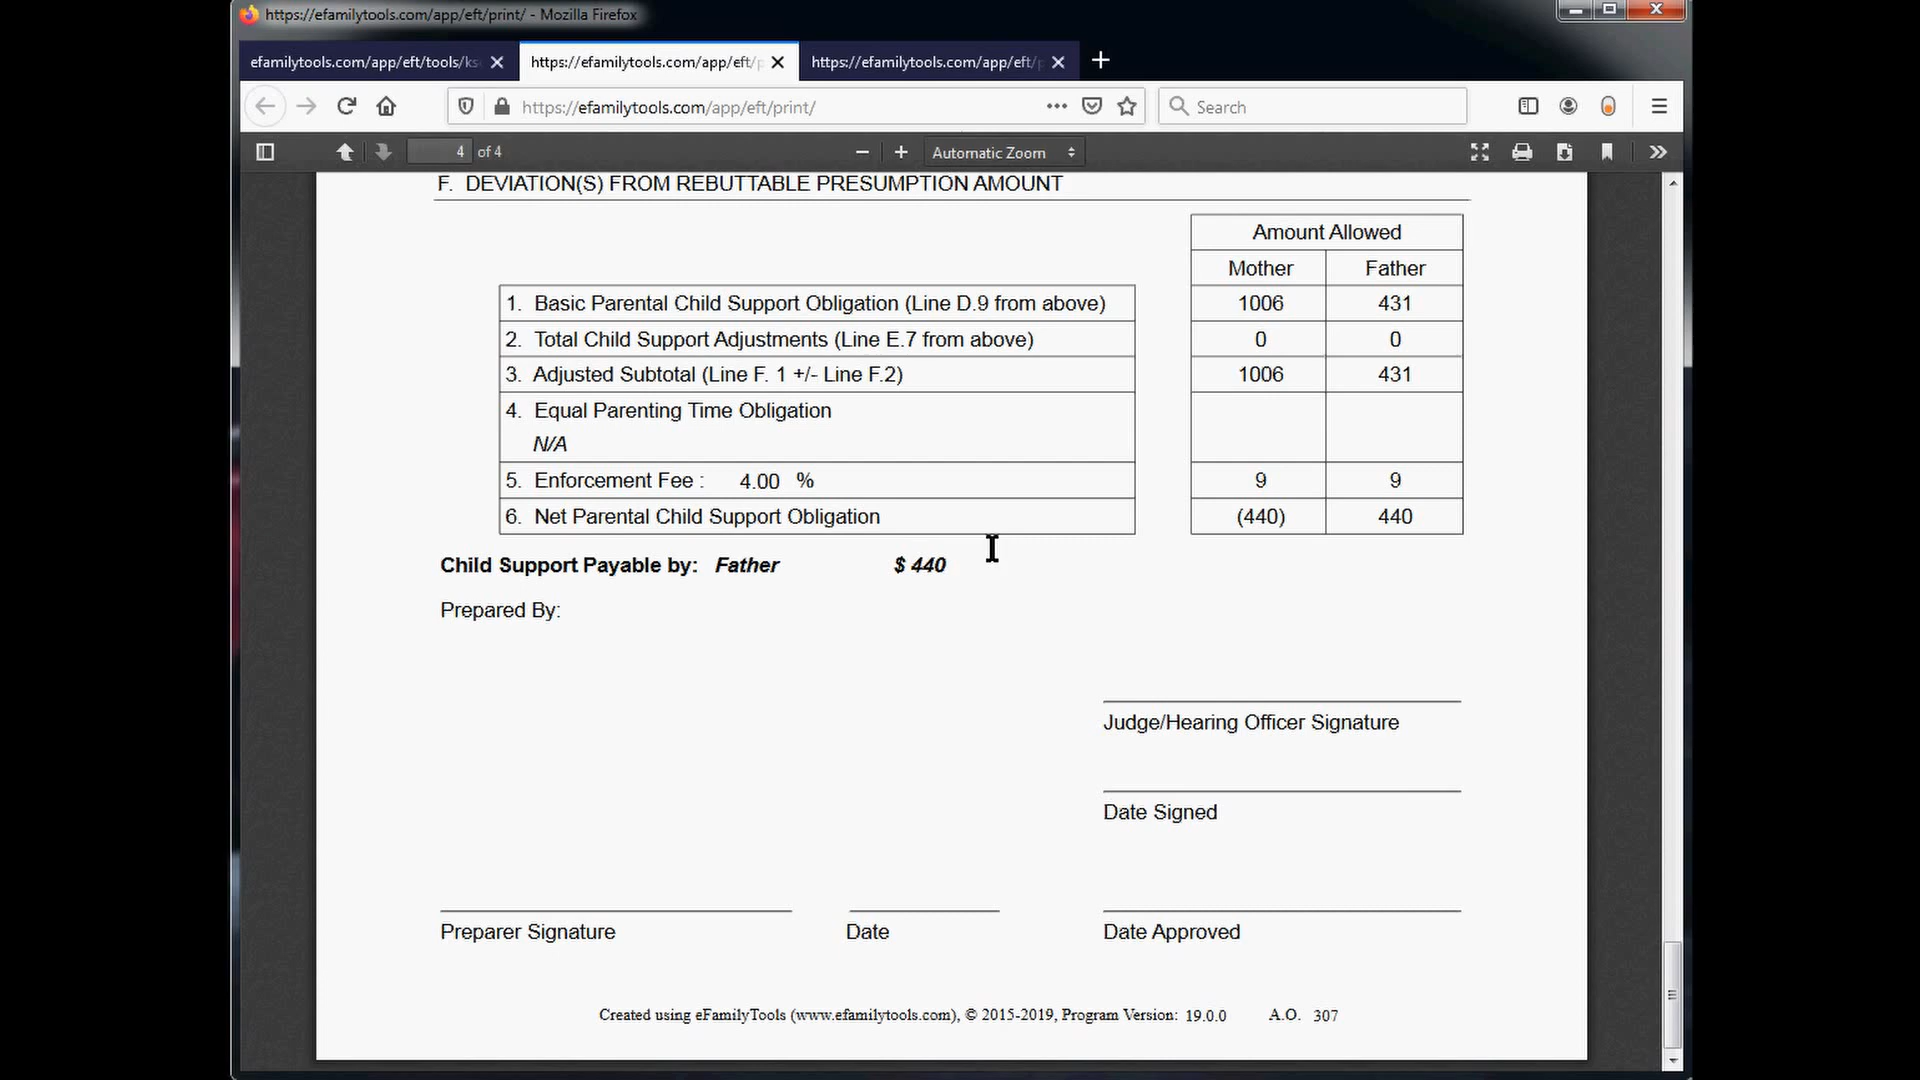 https://efamilytools.com/app/eft/print/ - Mozilla Firefox
efamilytools.com/app/eft/tools/ks
https://efamilytools.com/app/eft/p
https://efamilytools.com/app/eft/p
https://efamilytools.com/app/eft/print/
Search
4 of 4
Automatic Zoom
F. DEVIATION(S) FROM REBUTTABLE PRESUMPTION AMOUNT
Amount Allowed
Mother Father
1. Basic Parental Child Support Obligation (Line D.9 from above) 1006 431
2. Total Child Support Adjustments (Line E.7 from above) 0 0
3. Adjusted Subtotal (Line F. 1 +/- Line F.2) 1006 431
4. Equal Parenting Time Obligation
N/A
5. Enforcement Fee : 4.00 % 9 9
6. Net Parental Child Support Obligation (440) 440
Child Support Payable by: Father $ 440
Prepared By:
Judge/Hearing Officer Signature
Date Signed
Preparer Signature Date Date Approved
Created using eFamilyTools (www.efamilytools.com), © 2015-2019, Program Version: 19.0.0 A.O. 307